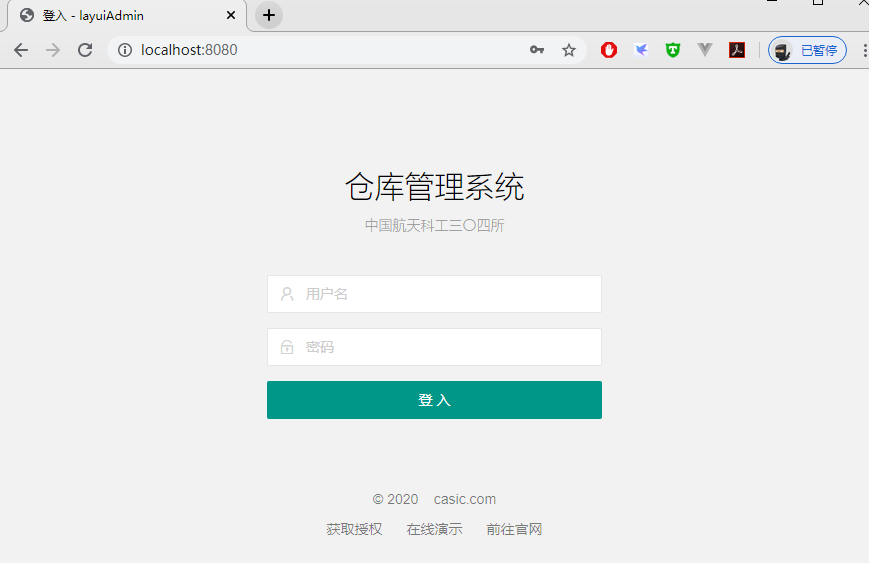 登入 - layuiAdmin
localhost:8080
已暂停
仓库管理系统
中国航天科工三〇四所
用户名
密码
登 入
© 2020 casic.com
获取授权 在线演示 前往官网